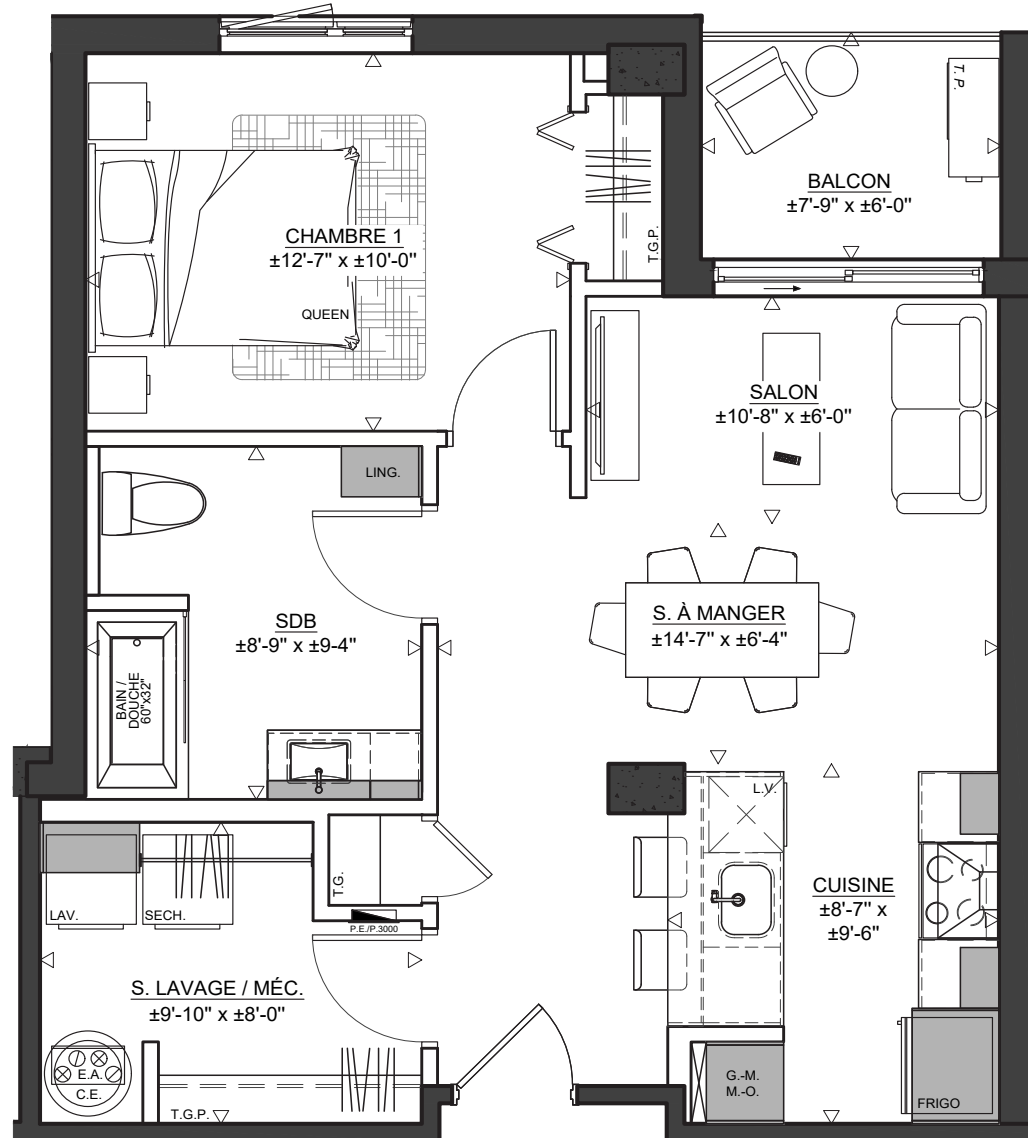 T. P.
BALCON
±7'-9" x ±6'-0"
CHAMBRE 1
±12'-7" x ±10'-0"
QUEEN
T.G.P.
SALON
±10'-8" x ±6'-0"
LING.
SDB
±8'-9" x ±9-4"
S. À MANGER
±14'-7" x ±6'-4"
BAIN /
DOUCHE
60"x32"
L.V.
T.G.
CUISINE
±8'-7" x
±9'-6"
LAV.
SECH.
P.E./P.3000
S. LAVAGE / MÉC.
±9'-10" x ±8'-0"
E.A.
C.E.
T.G.P.
G.-M.
M.-O.
FRIGO